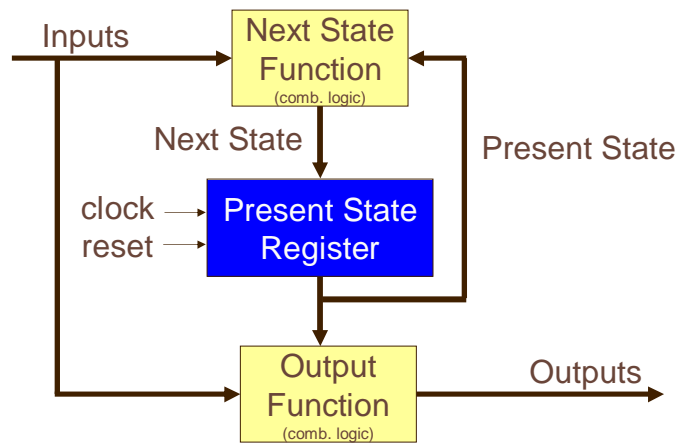 Inputs
Next State
Function
(comb. logic)
Next State
Present State
clock
reset
Present State
Register
Output
Function
(comb. logic)
Outputs